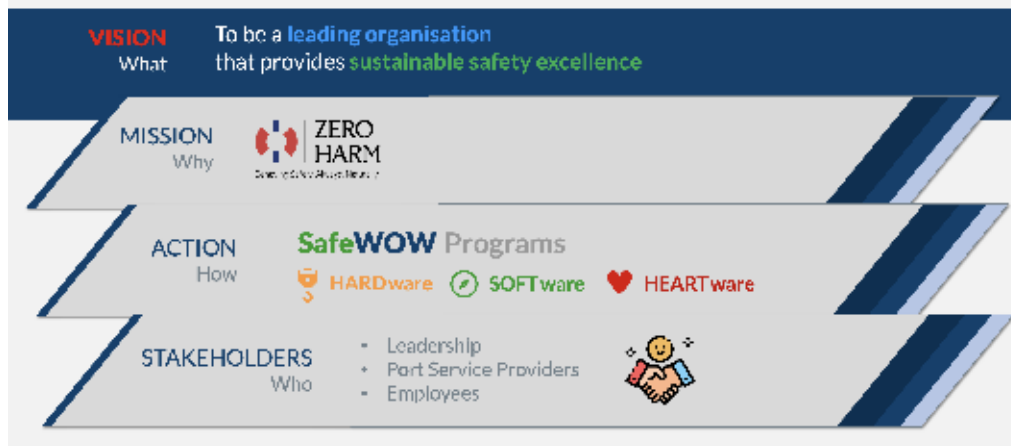 VISION
What
To be a leading organisation
that provides sustainable safety excellence
MISSION
Why
ZERO
HARM
ACTION
How
SafeWOW Programs
HARDware SOFTware HEARTware
STAKEHOLDERS
Who
• Leadership
• Port Service Providers
• Employees